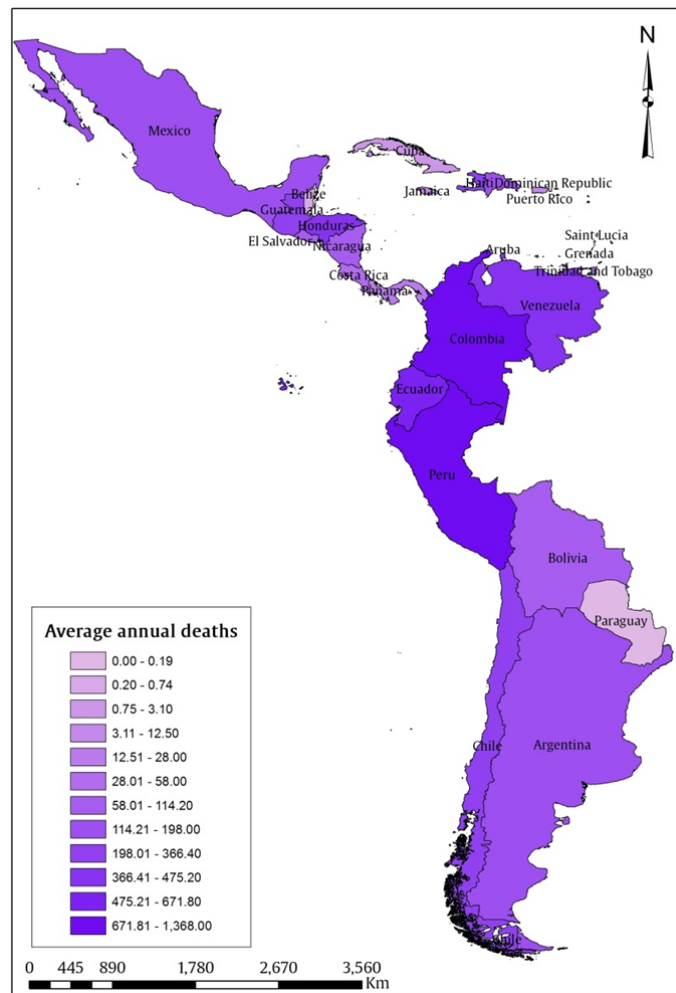 N
Mexico
Cuba
Belize
Jamaica
Haiti
Dominican Republic
Puerto Rico
Guatemala
Honduras
El Salvador
Nicaragua
Saint Lucia
Aruba
Grenada
Costa Rica
Trinidad and Tobago
Panama
Venezuela
Colombia
Ecuador
Peru
Bolivia
Paraguay
Chile
Argentina
Chile
Average annual deaths
0.00 - 0.19
0.20 - 0.74
0.75 - 3.10
3.11 - 12.50
12.51 - 28.00
28.01 - 58.00
58.01 - 114.20
114.21 - 198.00
198.01 - 366.40
366.41 - 475.20
475.21 - 671.80
671.81 - 1,368.00
0 445 890 1,780 2,670 3,560
Km